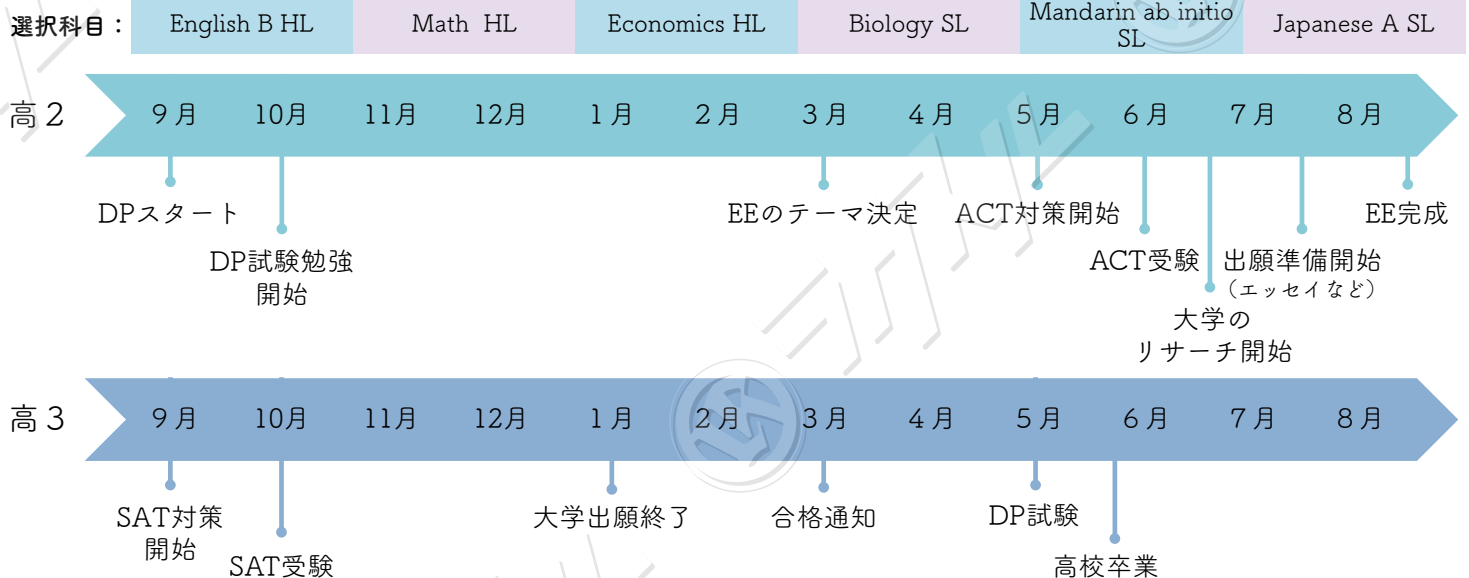 選択科目： English B HL Math HL Economics HL Biology SL Mandarin ab initio SL Japanese A SL
高２ ９月 10月 11月 12月 １月 ２月 ３月 ４月 ５月 ６月 ７月 ８月
DPスタート
DP試験勉強
開始
EEのテーマ決定
ACT対策開始
ACT受験
大学の
リサーチ開始
出願準備開始
（エッセイなど）
EE完成
高３ ９月 10月 11月 12月 １月 ２月 ３月 ４月 ５月 ６月 ７月 ８月
SAT対策
開始
SAT受験
大学出願終了
合格通知
DP試験
高校卒業